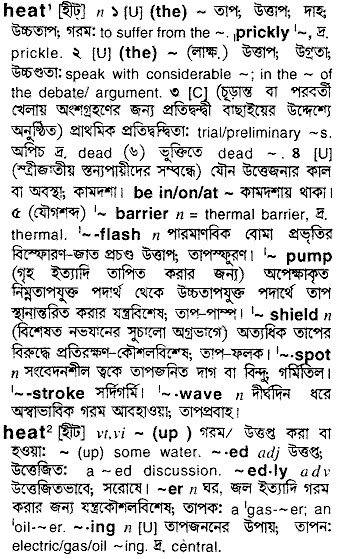 heat¹ [হীট] n ১ [U] (the) ~ তাপ; উত্তাপ; দাহ;
উচ্চতাপ; গরম: to suffer from the ~. ˌprickly ˈ~, দ্র.
prickle. ২ [U] (the) ~ (লাক্ষ.) উত্তাপ; উগ্রতা;
উচ্চণ্ডতা: speak with considerable ~; in the ~ of
the debate/ argument. ৩ [C] (চূড়ান্ত বা পরবর্তী
খেলায় অংশগ্রহণের জন্য প্রতিদ্বন্দ্বী বাছাইয়ের উদ্দেশ্যে
অনুষ্ঠিত) প্রাথমিক প্রতিদ্বন্দ্বিতা: trial/preliminary ~s.
অপিচ দ্র. dead (৬) ভুক্তিতে dead ~. ৪ [U]
(স্ত্রীজাতীয় স্তন্যপায়ীদের সম্বন্ধে) যৌন উত্তেজনার কাল
বা অবস্থা; কামদশা। be in/on/at ~ কামদশায় থাকা।
৫ (যৌগশব্দ) ˈ~ barrier n = thermal barrier, দ্র.
thermal. ˈ~-flash n পারমাণবিক বোমা প্রভৃতির
বিস্ফোরণ-জাত প্রচণ্ড উত্তাপ; তাপস্ফুরণ। ˈ~ pump
(গৃহ ইত্যাদি তাপিত করার জন্য) অপেক্ষাকৃত
নিম্নতাপযুক্ত পদার্থ থেকে উচ্চতাপযুক্ত পদার্থে তাপ
স্থানান্তরিত করার যন্ত্রবিশেষ; তাপ-পাম্প। ˈ~ shield n
(বিশেষত নভযানের সুচালো অগ্রভাগে) অত্যধিক তাপের
বিরুদ্ধে প্রতিরক্ষণ-কৌশলবিশেষ; তাপ-ফলক। ˈ~-spot
n সংবেদনশীল ত্বকে তাপজনিত দাগ বা বিন্দু; গর্মিতিল।
ˈ~-stroke সর্দিগর্মি। ˈ~-wave n দীর্ঘদিন ধরে
অস্বাভাবিক গরম আবহাওয়া; তাপপ্রবাহ।
heat² [হীট] vt,vi ~ (up ) গরম/ উত্তপ্ত করা বা
হওয়া: ~ (up) some water. ~·ed adj উত্তপ্ত;
উত্তেজিত: a ~ed discussion. ~ed·ly adv
উত্তেজিতভাবে; সরোষে। ~er n ঘর, জল ইত্যাদি গরম
করার জন্য যন্ত্রকৌশলবিশেষ; তাপক: a ˈgas-~er; an
ˈoil-~er. ~·ing n [U] তাপজননের উপায়; তাপন:
electric/gas/oil ~ing. দ্র. central.